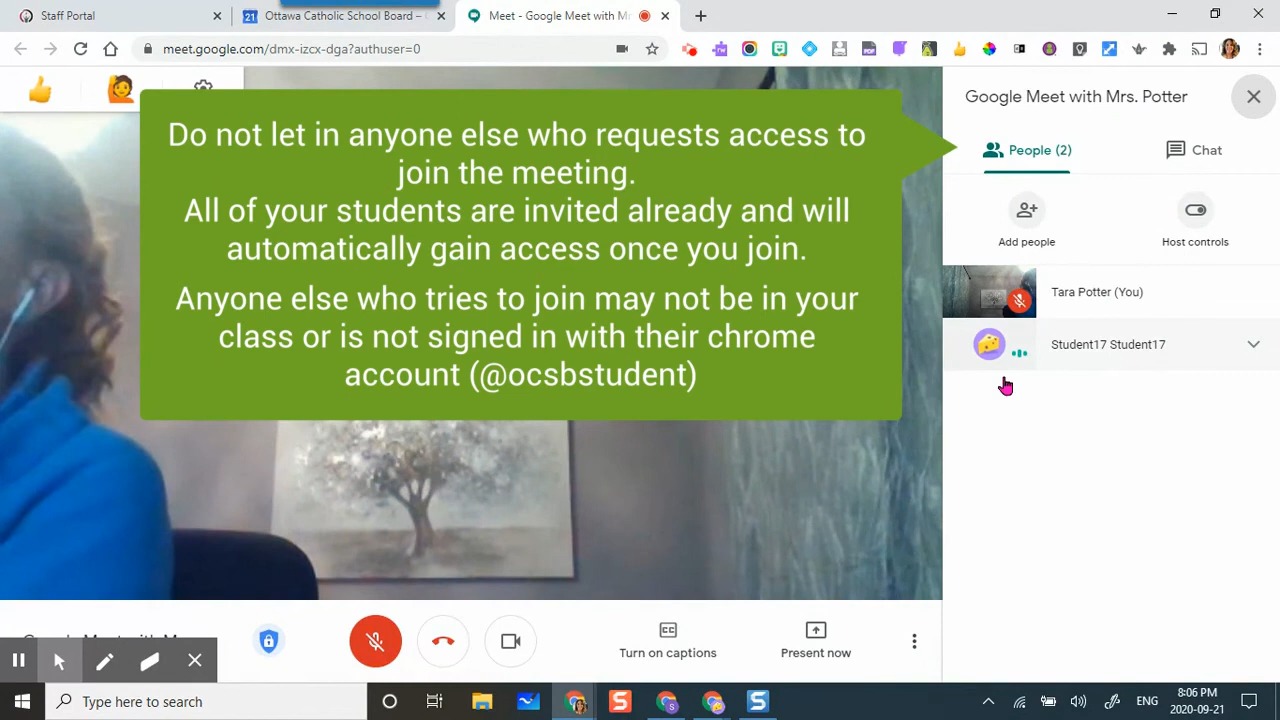 Staff Portal
Ottawa Catholic School Board –
Meet - Google Meet with Mr
meet.google.com/dmx-izcx-dga?authuser=0
Google Meet with Mrs. Potter
Do not let in anyone else who requests access to
join the meeting.
All of your students are invited already and will
automatically gain access once you join.
Anyone else who tries to join may not be in your
class or is not signed in with their chrome
account (@ocsbstudent)
People (2)
Chat
Add people
Host controls
Tara Potter (You)
Student17 Student17
CC
Turn on captions
Present now
Type here to search
ENG
8:06 PM
2020-09-21